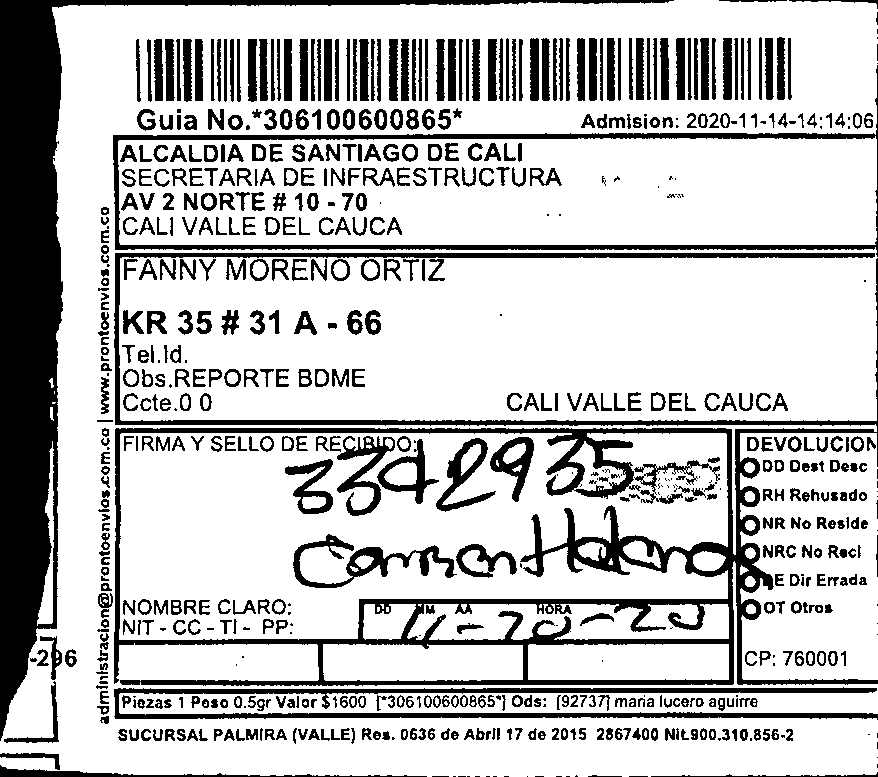 Guia No.*306100600865*
Admision: 2020-11-14-14:14:06
ALCALDIA DE SANTIAGO DE CALI
SECRETARIA DE INFRAESTRUCTURA
AV 2 NORTE # 10 - 70
CALI VALLE DEL CAUCA
FANNY MORENO ORTIZ
KR 35 # 31 A - 66
Tel.Id.
Obs.REPORTE BDME
Ccte.0 0
CALI VALLE DEL CAUCA
www.prontoenvios.com.co
administracion@prontoenvios.com.co
FIRMA Y SELLO DE RECIBIDO:
3342935
Carmen
NOMBRE CLARO:
NIT - CC - TI - PP:
DD MM AA HORA
11-20-20
DEVOLUCION
DD Dest Desc
RH Rehusado
NR No Reside
NRC No Reci
DE Dir Errada
OT Otros
CP: 760001
-296
Piezas 1 Peso 0.5gr Valor $1600 [*306100600865*] Ods: [92737] maria lucero aguirre
SUCURSAL PALMIRA (VALLE) Res. 0636 de Abril 17 de 2015 2867400 Nit.900.310.856-2